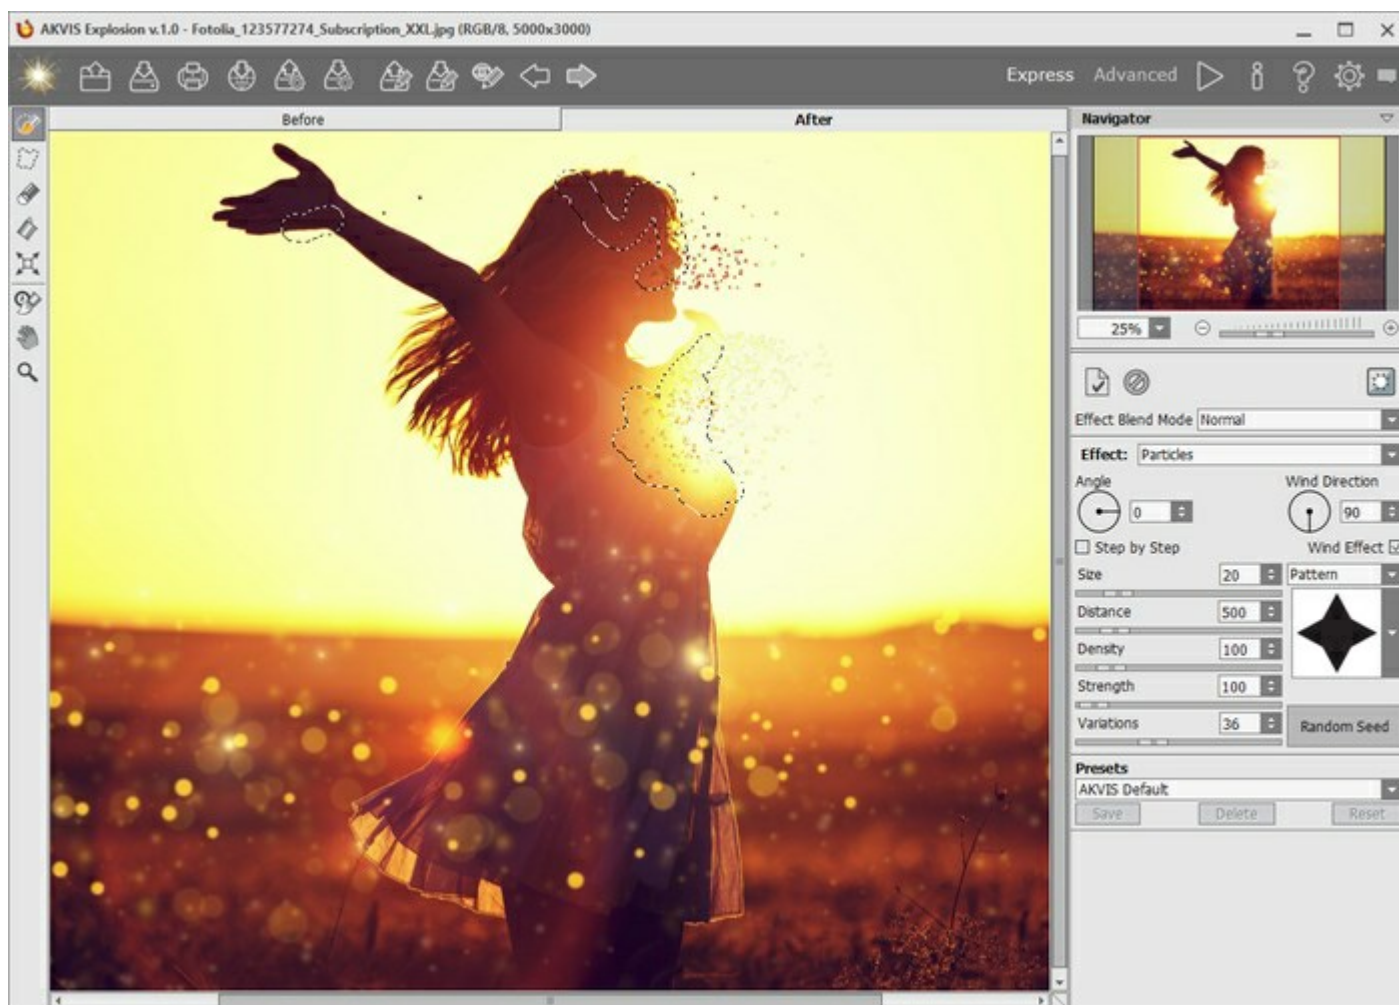 AKVIS Explosion v.1.0 - Fotolia_123577274_Subscription_XXL.jpg (RGB/8, 5000x3000)
Express Advanced
Before After Navigator
25%
Effect Blend Mode Normal
Effect: Particles
Angle Wind Direction
0 90
Step by Step Wind Effect
Size 20 Pattern
Distance 500
Density 100
Strength 100
Variations 36 Random Seed
Presets
AKVIS Default
Save Delete Reset